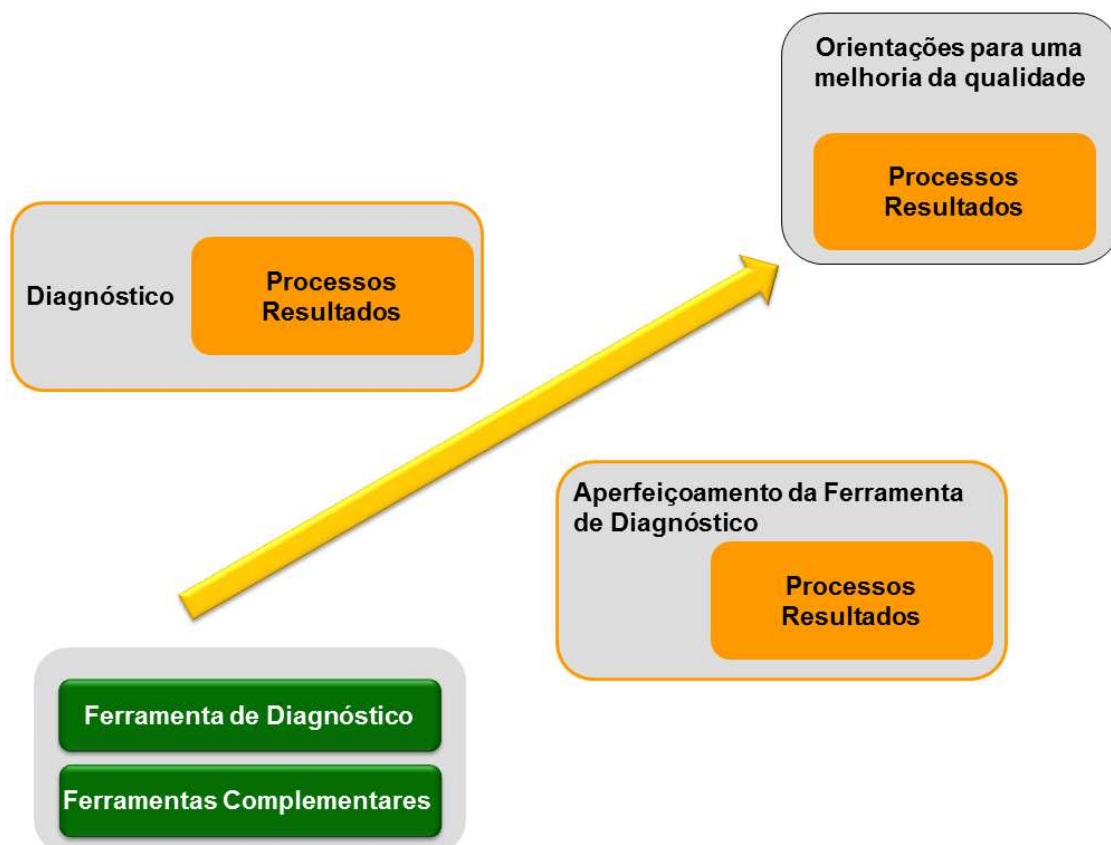 Orientações para uma
melhoria da qualidade
Processos
Resultados
Diagnóstico
Processos
Resultados
Aperfeiçoamento da Ferramenta
de Diagnóstico
Processos
Resultados
Ferramenta de Diagnóstico
Ferramentas Complementares